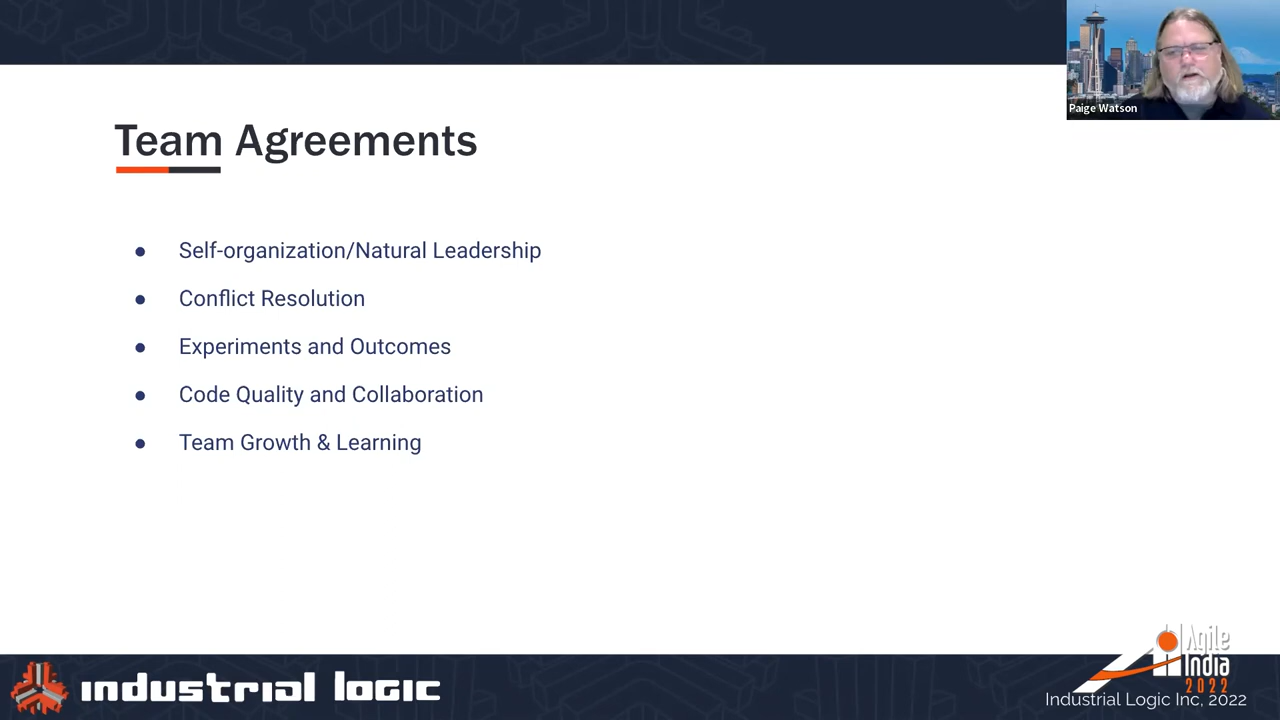 Paige Watson
Team Agreements
● Self-organization/Natural Leadership
● Conflict Resolution
● Experiments and Outcomes
● Code Quality and Collaboration
● Team Growth & Learning
industrial logic
Agile
India
2022
Industrial Logic Inc, 2022